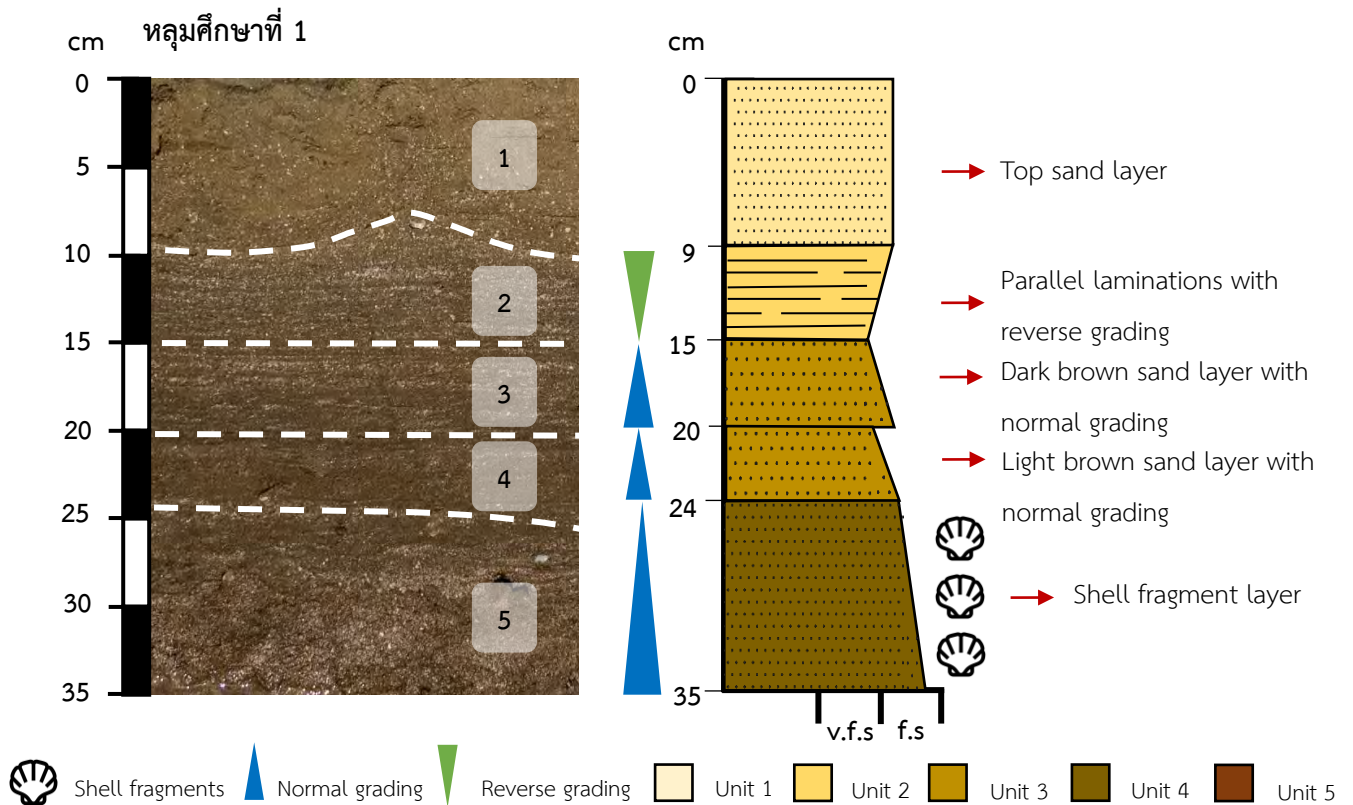 หลุมศึกษาที่ 1
cm
0
5
10
15
20
25
30
35
1
2
3
4
5
cm
0
9
15
20
24
35
v.f.s f.s
Top sand layer
Parallel laminations with
reverse grading
Dark brown sand layer with
normal grading
Light brown sand layer with
normal grading
Shell fragment layer
Shell fragments Normal grading Reverse grading Unit 1 Unit 2 Unit 3 Unit 4 Unit 5